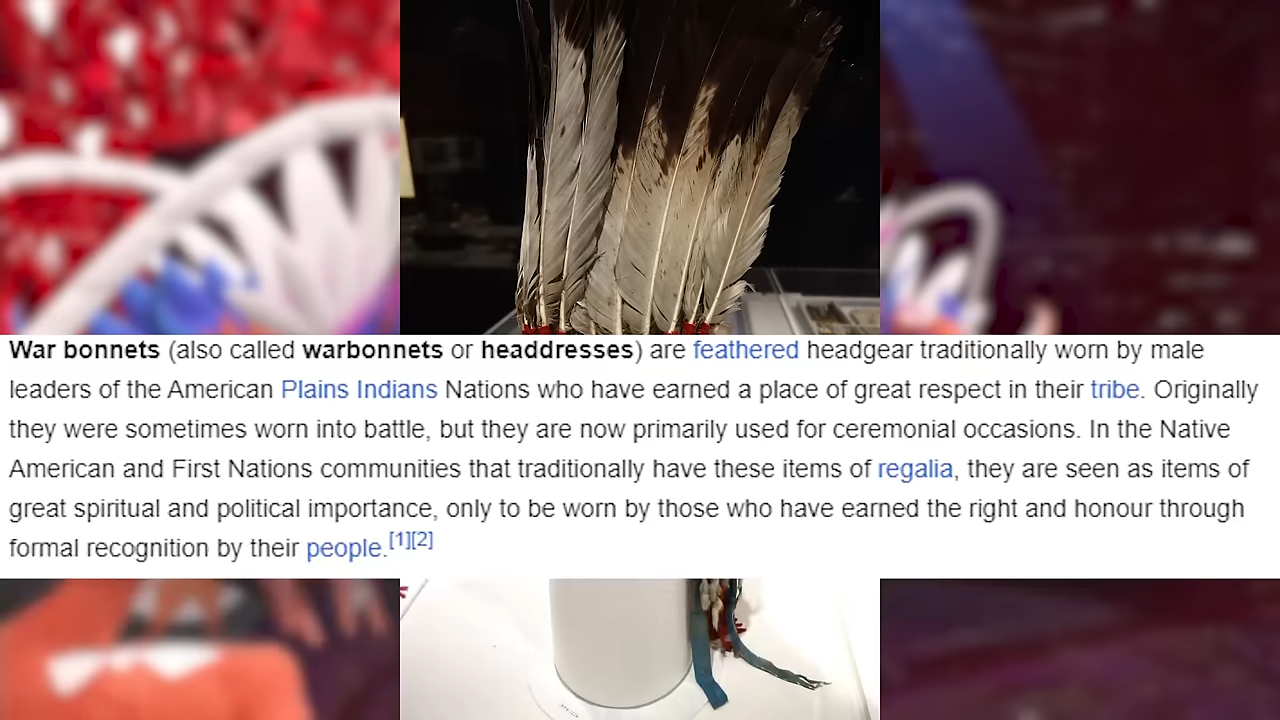 War bonnets (also called warbonnets or headdresses) are feathered headgear traditionally worn by male
leaders of the American Plains Indians Nations who have earned a place of great respect in their tribe. Originally
they were sometimes worn into battle, but they are now primarily used for ceremonial occasions. In the Native
American and First Nations communities that traditionally have these items of regalia, they are seen as items of
great spiritual and political importance, only to be worn by those who have earned the right and honour through
formal recognition by their people.[1][2]